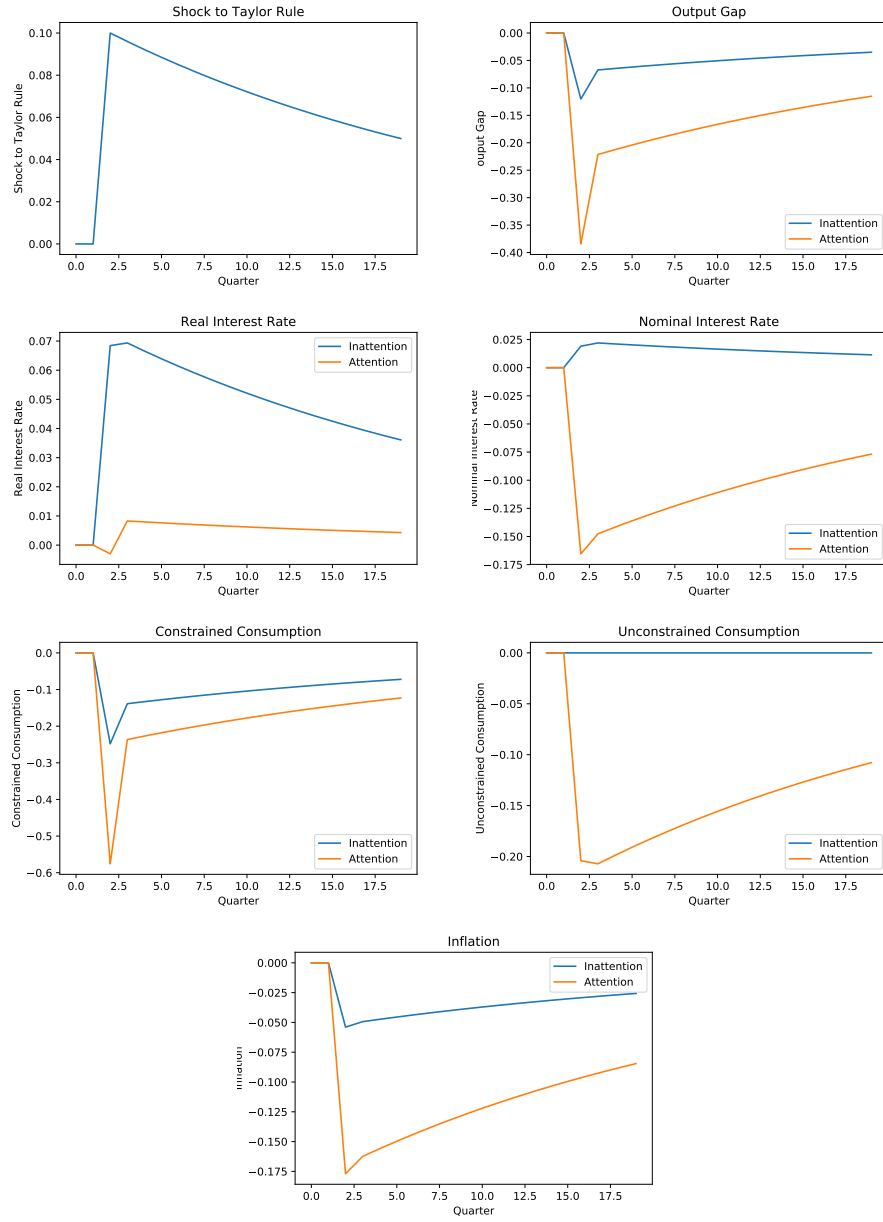 Shock to Taylor Rule
Shock to Taylor Rule
0.10
0.08
0.06
0.04
0.02
0.00
0.0 2.5 5.0 7.5 10.0 12.5 15.0 17.5
Quarter
Output Gap
ouput Gap
0.00
−0.05
−0.10
−0.15
−0.20
−0.25
−0.30
−0.35
−0.40
Inattention
Attention
0.0 2.5 5.0 7.5 10.0 12.5 15.0 17.5
Quarter
Real Interest Rate
Real Interest Rate
0.07
0.06
0.05
0.04
0.03
0.02
0.01
0.00
Inattention
Attention
0.0 2.5 5.0 7.5 10.0 12.5 15.0 17.5
Quarter
Nominal Interest Rate
Nominal Interest Rate
0.025
0.000
−0.025
−0.050
−0.075
−0.100
−0.125
−0.150
−0.175
Inattention
Attention
0.0 2.5 5.0 7.5 10.0 12.5 15.0 17.5
Quarter
Constrained Consumption
Constrained Consumption
0.0
−0.1
−0.2
−0.3
−0.4
−0.5
−0.6
Inattention
Attention
0.0 2.5 5.0 7.5 10.0 12.5 15.0 17.5
Quarter
Unconstrained Consumption
Unconstrained Consumption
0.00
−0.05
−0.10
−0.15
−0.20
Inattention
Attention
0.0 2.5 5.0 7.5 10.0 12.5 15.0 17.5
Quarter
Inflation
Inflation
0.000
−0.025
−0.050
−0.075
−0.100
−0.125
−0.150
−0.175
Inattention
Attention
0.0 2.5 5.0 7.5 10.0 12.5 15.0 17.5
Quarter